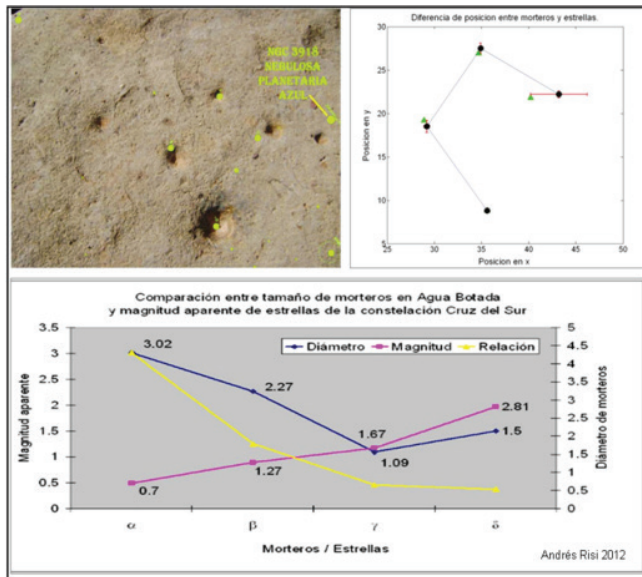 NGC 3918
NEBULOSA
PLANETARIA
AZUL
Diferencia de posicion entre morteros y estrellas.
Posicion en y
30
25
20
15
10
5
25
30
35
40
45
50
Posicion en x
Comparación entre tamaño de morteros en Agua Botada
y magnitud aparente de estrellas de la constelación Cruz del Sur
Diámetro
Magnitud
Relación
Magnitud aparente
3.5
3
2.5
2
1.5
1
0.5
0
Diámetro de morteros
5
4.5
4
3.5
3
2.5
2
1.5
1
0.5
0
3.02
2.27
1.67
1.09
2.81
1.5
0.7
1.27
α
β
γ
δ
Morteros / Estrellas
Andrés Risi 2012